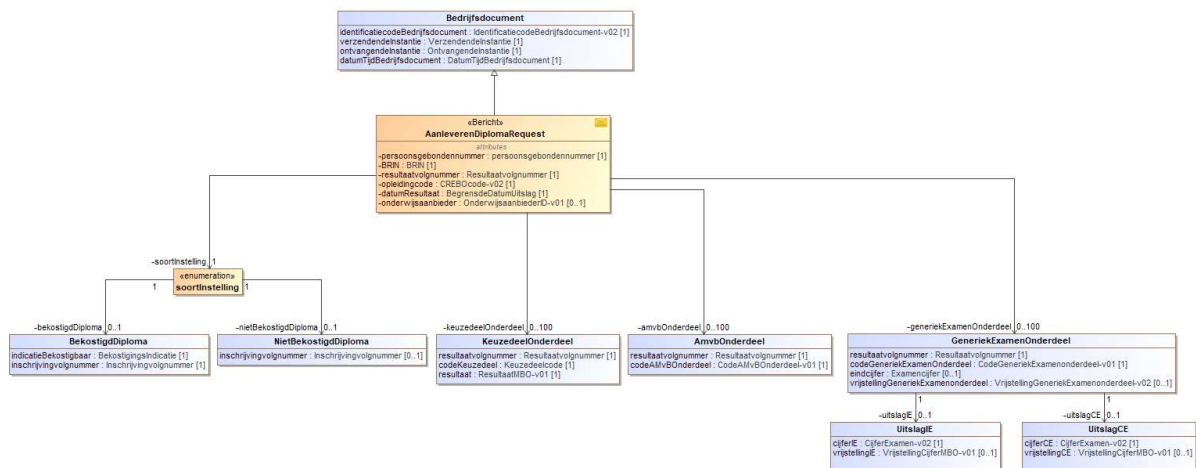 Bedrijfsdocument
identificatiecodeBedrijfsdocument : IdentificatiecodeBedrijfsdocument-v02 [1]
verzendendeInstantie : VerzendendeInstantie [1]
ontvangendeInstantie : OntvangendeInstantie [1]
datumTijdBedrijfsdocument : DatumTijdBedrijfsdocument [1]
«Bericht»
AanleverenDiplomaRequest
attributes
-persoonsgebondennummer : persoonsgebondennummer [1]
-BRIN : BRIN [1]
-resultaatvolgnummer : Resultaatvolgnummer [1]
-opleidingcode : CREBOcode-v02 [1]
-datumResultaat : BegrensdeDatumUitslag [1]
-onderwijsaanbieder : OnderwijsaanbiederID-v01 [0..1]
-soortInstelling 1
«enumeration»
soortInstelling
1 1
-bekostigdDiploma 0..1
BekostigdDiploma
indicatieBekostigbaar : BekostigingsIndicatie [1]
inschrijvingvolgnummer : Inschrijvingvolgnummer [1]
-nietBekostigdDiploma 0..1
NietBekostigdDiploma
inschrijvingvolgnummer : Inschrijvingvolgnummer [0..1]
-keuzedeelOnderdeel 0..100
KeuzedeelOnderdeel
resultaatvolgnummer : Resultaatvolgnummer [1]
codeKeuzedeel : Keuzedeelcode [1]
resultaat : ResultaatMBO-v01 [1]
-amvbOnderdeel 0..100
AmvbOnderdeel
resultaatvolgnummer : Resultaatvolgnummer [1]
codeAMvBOnderdeel : CodeAMvBOnderdeel-v01 [1]
-generiekExamenOnderdeel 0..100
GeneriekExamenOnderdeel
resultaatvolgnummer : Resultaatvolgnummer [1]
codeGeneriekExamenOnderdeel : CodeGeneriekExamenonderdeel-v01 [1]
eindcijfer : Examencijfer [0..1]
vrijstellingGeneriekExamenonderdeel : VrijstellingGeneriekExamenonderdeel-v02 [0..1]
1 1
-uitslagIE 0..1
UitslagIE
cijferIE : CijferExamen-v02 [1]
vrijstellingIE : VrijstellingCijferMBO-v01 [0..1]
-uitslagCE 0..1
UitslagCE
cijferCE : CijferExamen-v02 [1]
vrijstellingCE : VrijstellingCijferMBO-v01 [0..1]